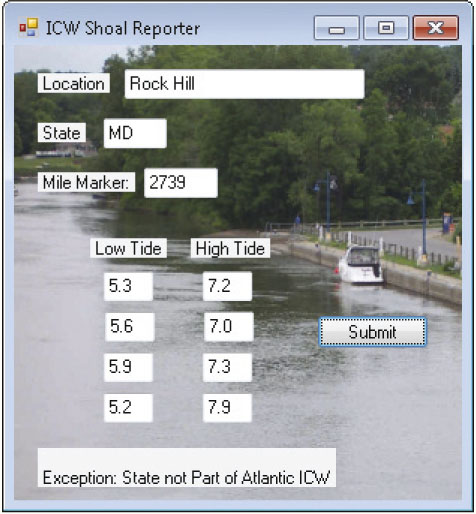 ICW Shoal Reporter
Location Rock Hill
State MD
Mile Marker: 2739
Low Tide High Tide
5.3 7.2
5.6 7.0
Submit
5.9 7.3
5.2 7.9
Exception: State not Part of Atlantic ICW